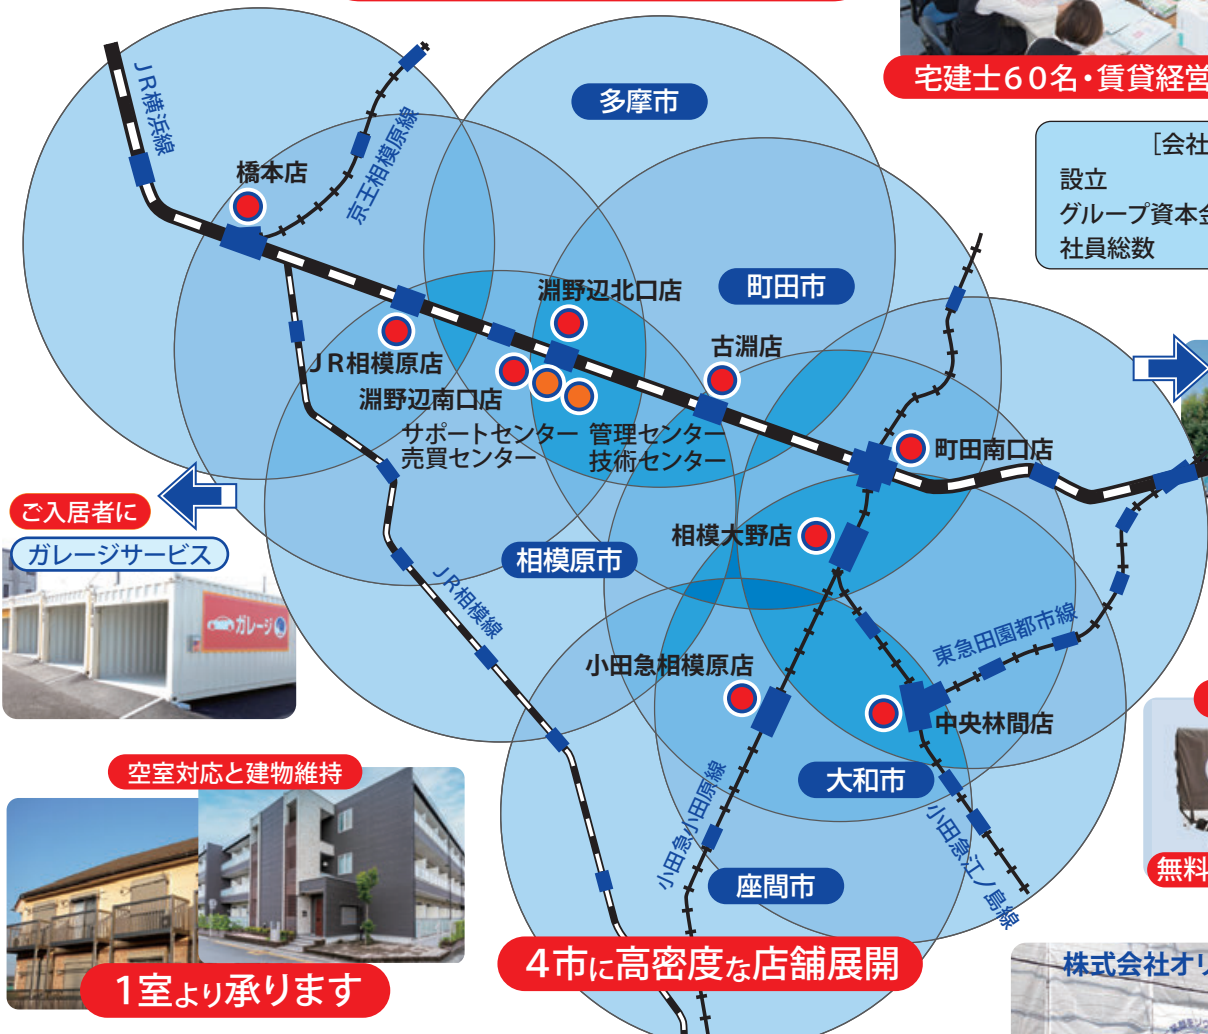 宅建士60名・賃貸経営
多摩市
JR横浜線
京王相模原線
橋本店
[会社
設立
グループ資本金
社員総数
淵野辺北口店
町田市
JR相模原店
古淵店
淵野辺南口店
サポートセンター
売買センター
管理センター
技術センター
町田南口店
ご入居者に
ガレージサービス
ガレージ
相模原市
相模大野店
JR相模線
東急田園都市線
小田急相模原店
中央林間店
空室対応と建物維持
大和市
小田急小田原線
小田急江ノ島線
座間市
無料
1室より承ります
4市に高密度な店舗展開
株式会社オリ